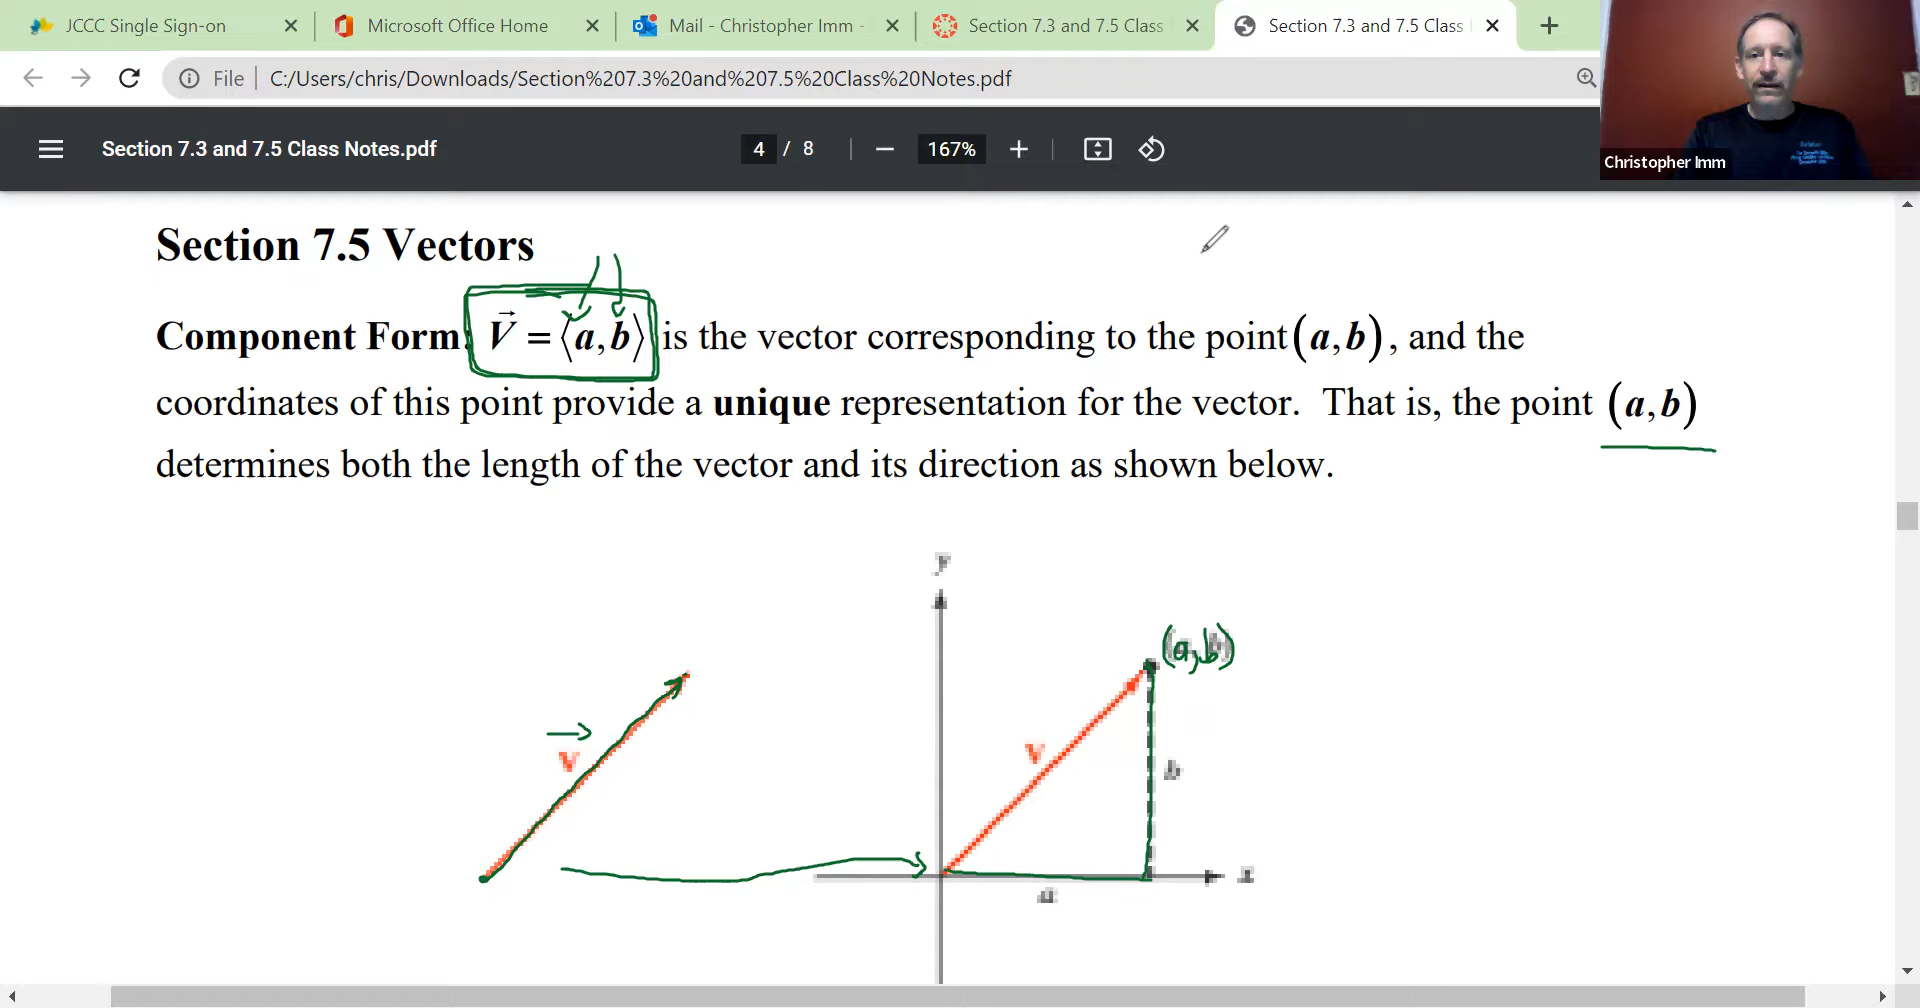 JCCC Single Sign-on
Microsoft Office Home
Mail - Christopher Imm -
Section 7.3 and 7.5 Class
Section 7.3 and 7.5 Class
File
C:/Users/chris/Downloads/Section%207.3%20and%207.5%20Class%20Notes.pdf
Section 7.3 and 7.5 Class Notes.pdf
4 / 8
167%
Christopher Imm
Section 7.5 Vectors
Component Form: V⃗ = ⟨a,b⟩ is the vector corresponding to the point (a,b), and the
coordinates of this point provide a unique representation for the vector. That is, the point (a,b)
determines both the length of the vector and its direction as shown below.
y
(a,b)
v
v
b
x
a